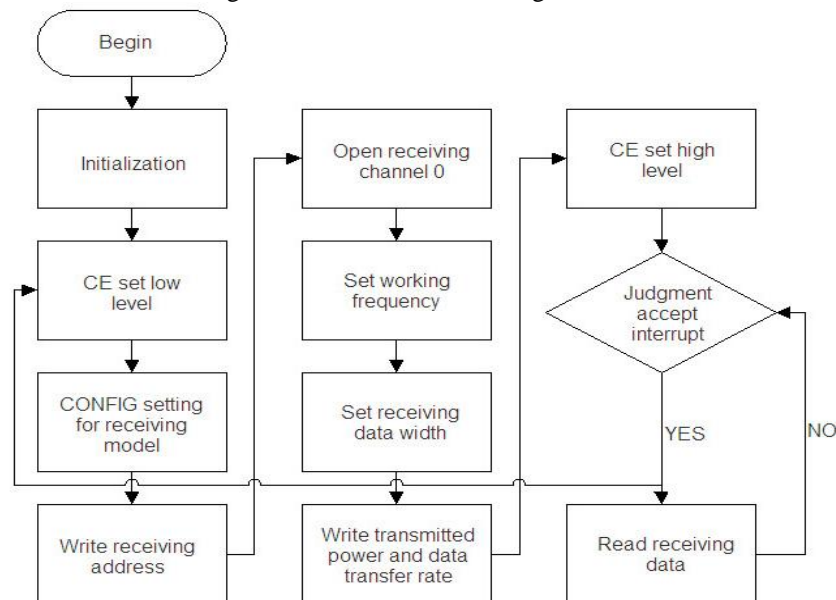 Begin
Initialization
CE set low
level
CONFIG setting
for receiving
model
Write receiving
address
Open receiving
channel 0
Set working
frequency
Set receiving
data width
Write transmitted
power and data
transfer rate
CE set high
level
Judgment
accept
interrupt
YES
NO
Read receiving
data